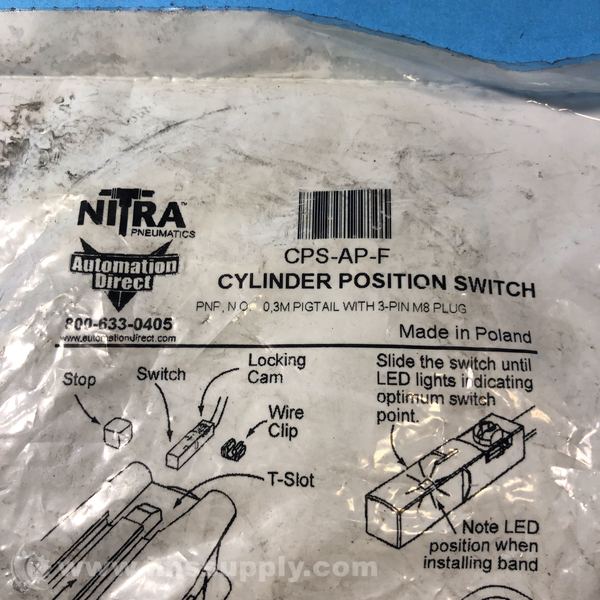 NITRA™
PNEUMATICS
Automation
Direct
800-633-0405
www.automationdirect.com
CPS-AP-F
CYLINDER POSITION SWITCH
PNP, N.O. 0,3M PIGTAIL WITH 3-PIN M8 PLUG
Made in Poland
Stop
Switch
Locking
Cam
Wire
Clip
T-Slot
Slide the switch until
LED lights indicating
optimum switch
point.
Note LED
position when
installing band